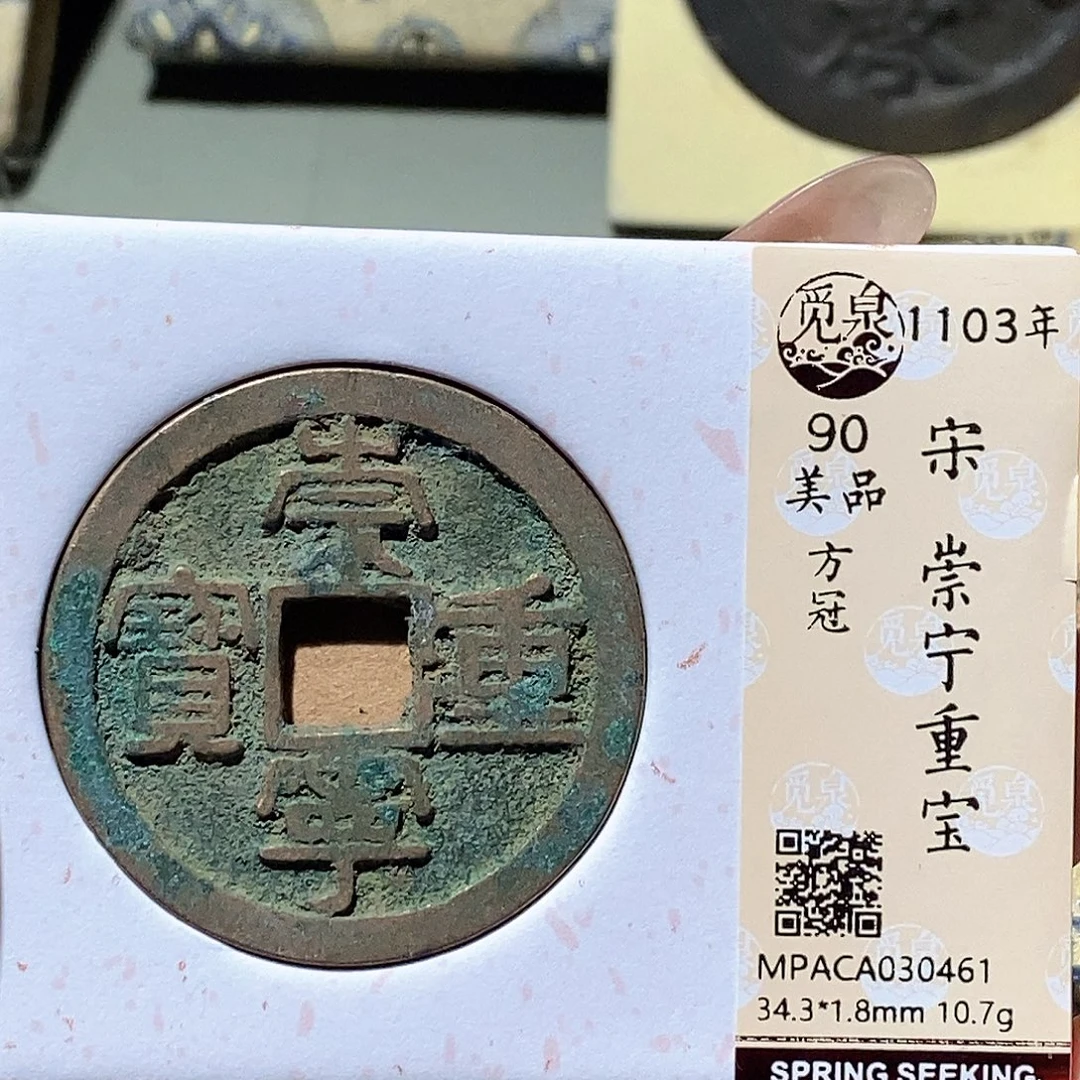 崇
重
寧
寶
觅泉
1103年
90
美品
方冠
宋 崇宁重宝
MPACA030461
34.3*1.8mm 10.7g
SPRING SEEKING